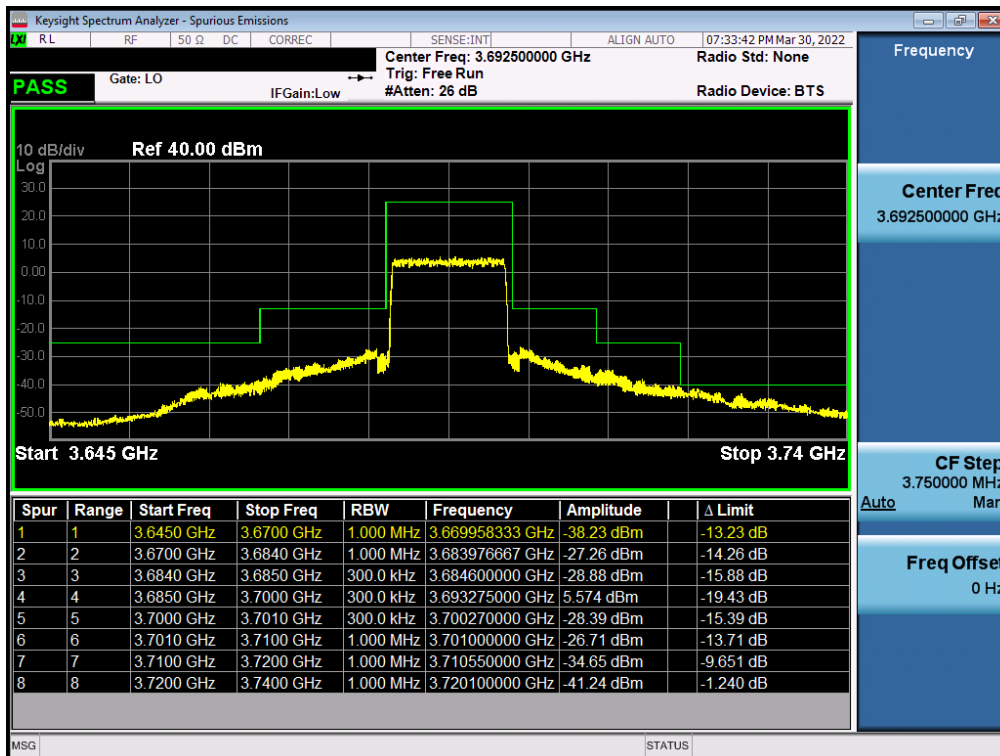 Keysight Spectrum Analyzer - Spurious Emissions
LXI RL RF 50 Ω DC CORREC SENSE:INT ALIGN AUTO 07:33:42 PM Mar 30, 2022
Frequency
Center Freq: 3.692500000 GHz Radio Std: None
PASS Gate: LO Trig: Free Run
IFGain:Low #Atten: 26 dB Radio Device: BTS
10 dB/div Ref 40.00 dBm
Log
30.0
20.0
10.0
0.00
-10.0
-20.0
-30.0
-40.0
-50.0
Start 3.645 GHz Stop 3.74 GHz
Center Freq
3.692500000 GHz
CF Step
3.750000 MHz
Auto Man
Freq Offset
0 Hz
Spur Range Start Freq Stop Freq RBW Frequency Amplitude Δ Limit
1 1 3.6450 GHz 3.6700 GHz 1.000 MHz 3.669958333 GHz -38.23 dBm -13.23 dB
2 2 3.6700 GHz 3.6840 GHz 1.000 MHz 3.683976667 GHz -27.26 dBm -14.26 dB
3 3 3.6840 GHz 3.6850 GHz 300.0 kHz 3.684600000 GHz -28.88 dBm -15.88 dB
4 4 3.6850 GHz 3.7000 GHz 300.0 kHz 3.693275000 GHz 5.574 dBm -19.43 dB
5 5 3.7000 GHz 3.7010 GHz 300.0 kHz 3.700270000 GHz -28.39 dBm -15.39 dB
6 6 3.7010 GHz 3.7100 GHz 1.000 MHz 3.701000000 GHz -26.71 dBm -13.71 dB
7 7 3.7100 GHz 3.7200 GHz 1.000 MHz 3.710550000 GHz -34.65 dBm -9.651 dB
8 8 3.7200 GHz 3.7400 GHz 1.000 MHz 3.720100000 GHz -41.24 dBm -1.240 dB
MSG STATUS